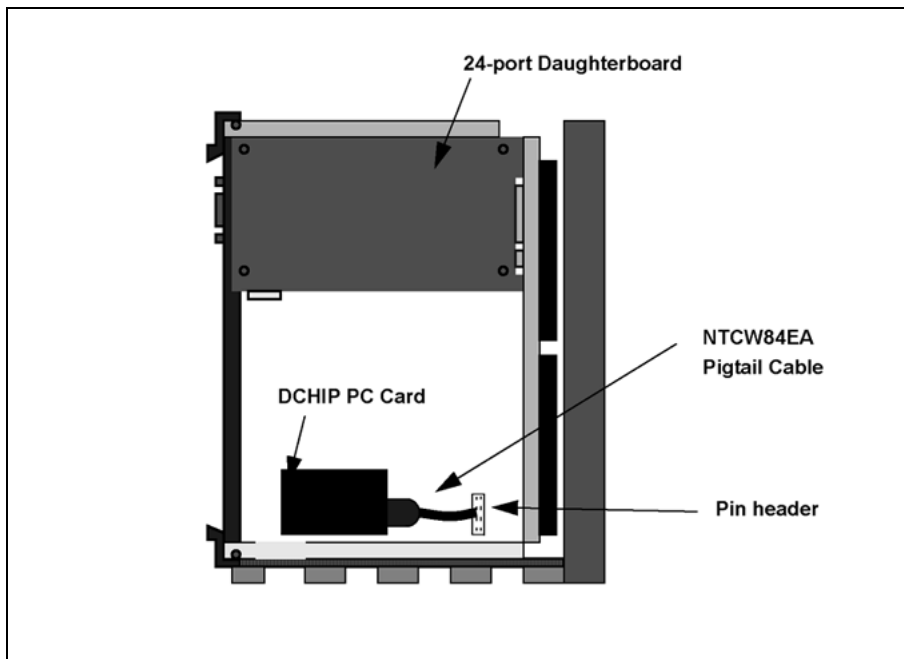 24-port Daughterboard
NTCW84EA
Pigtail Cable
DCHIP PC Card
Pin header